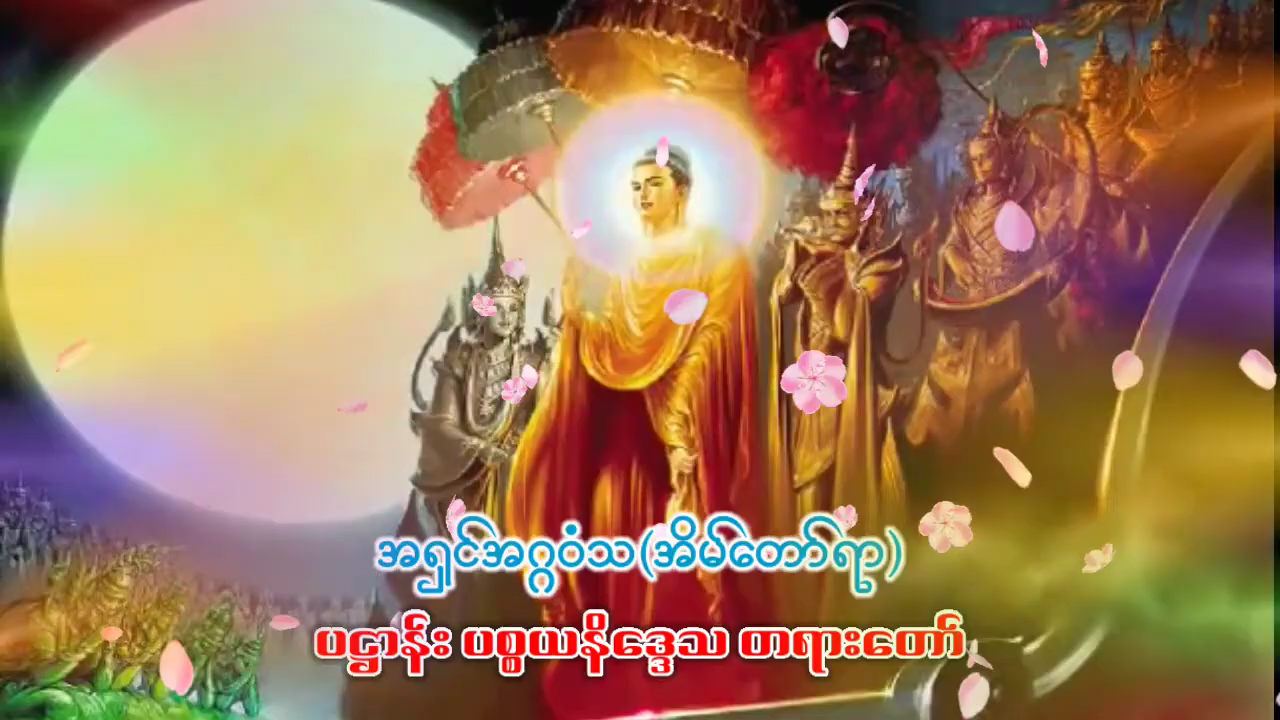 အရှင်အဂ္ဂဝံသ(အိမ်တော်ရာ)
ပဋ္ဌာန်း ပစ္စယနိဒ္ဒေသ တရားတော်